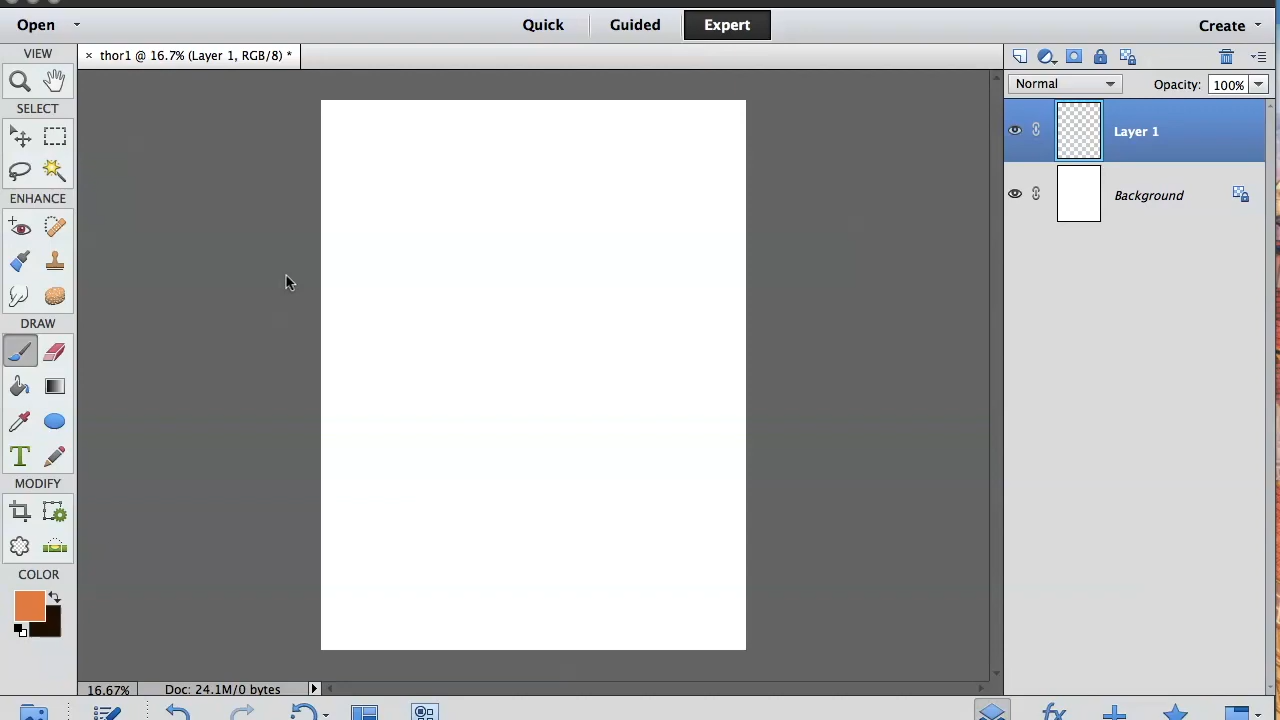 Open
Quick
Guided
Expert
Create
VIEW
× thor1 @ 16.7% (Layer 1, RGB/8) *
Normal
Opacity: 100%
SELECT
Layer 1
ENHANCE
Background
DRAW
T
MODIFY
COLOR
16.67%
Doc: 24.1M/0 bytes
fx